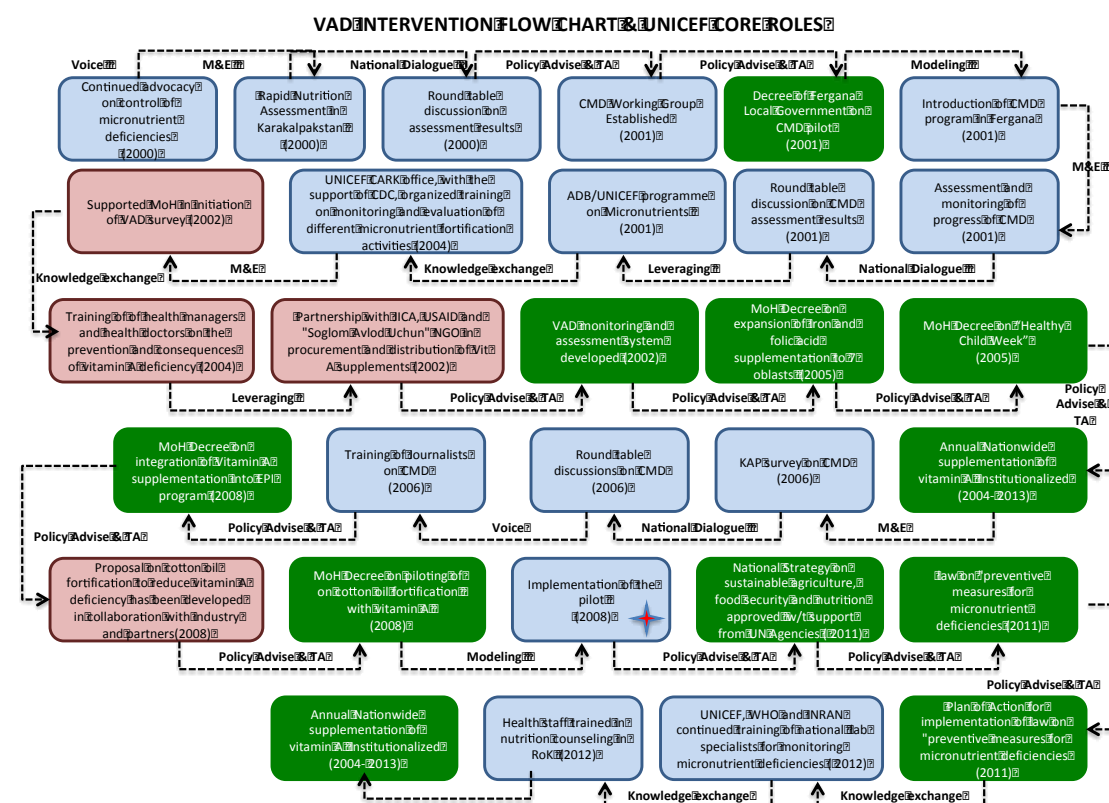 VAD INTERVENTION FLOW CHART & UNICEF CORE ROLES
Voice
M&E
National Dialogue
Policy Advise & TA
Policy Advise & TA
Modeling
Continued advocacy
on control of
micronutrient
deficiencies
(2000)
Rapid Nutrition
Assessment in
Karakalpakstan
(2000)
Round table
discussion on
assessment results
(2000)
CMD Working Group
Established
(2001)
Decree of Fergana
Local Government on
CMD pilot
(2001)
Introduction of CMD
program in Fergana
(2001)
M&E
Supported MoH in initiation
of VAD survey (2002)
UNICEF CARK office, with the
support of CDC, organized training
on monitoring and evaluation of
different micronutrient fortification
activities (2004)
ADB/UNICEF programme
on Micronutrients
(2001)
Round table
discussion on CMD
assessment results
(2001)
Assessment and
monitoring of
progress of CMD
(2001)
Knowledge exchange
M&E
Knowledge exchange
Leveraging
National Dialogue
Training of of health managers
and health doctors on the
prevention and consequences
of vitamin A deficiency (2004)
Partnership with JICA, USAID and
"Soglom Avlod Uchun" NGO in
procurement and distribution of Vit
A supplements (2002)
VAD monitoring and
assessment system
developed (2002)
MoH Decree on
expansion of Iron and
folic acid
supplementation to 7
oblasts (2005)
MoH Decree on "Healthy
Child Week"
(2005)
Leveraging
Policy Advise & TA
Policy Advise & TA
Policy Advise & TA
Policy
Advise &
TA
MoH Decree on
integration of Vitamin A
supplementation into EPI
program (2008)
Training of Journalists
on CMD
(2006)
Round table
discussions on CMD
(2006)
KAP survey on CMD
(2006)
Annual Nationwide
supplementation of
vitamin A Institutionalized
(2004-2013)
Policy Advise & TA
Policy Advise & TA
Voice
National Dialogue
M&E
Proposal on cotton oil
fortification to reduce vitamin A
deficiency has been developed
in collaboration with industry
and partners (2008)
MoH Decree on piloting of
on cotton oil fortification
with vitamin A
(2008)
Implementation of the
pilot
(2008)
National Strategy on
sustainable agriculture,
food security and nutrition
approved w/t support
from UN Agencies (2011)
law on "preventive
measures for
micronutrient
deficiencies (2011)
Policy Advise & TA
Modeling
Policy Advise & TA
Policy Advise & TA
Policy Advise & TA
Annual Nationwide
supplementation of
vitamin A Institutionalized
(2004-2013)
Health staff trained in
nutrition counseling in
RoK (2012)
UNICEF, WHO and INRAN
continued training of national lab
specialists for monitoring
micronutrient deficiencies (2012)
Plan of Action for
implementation of law on
"preventive measures for
micronutrient deficiencies
(2011)
Knowledge exchange
Knowledge exchange